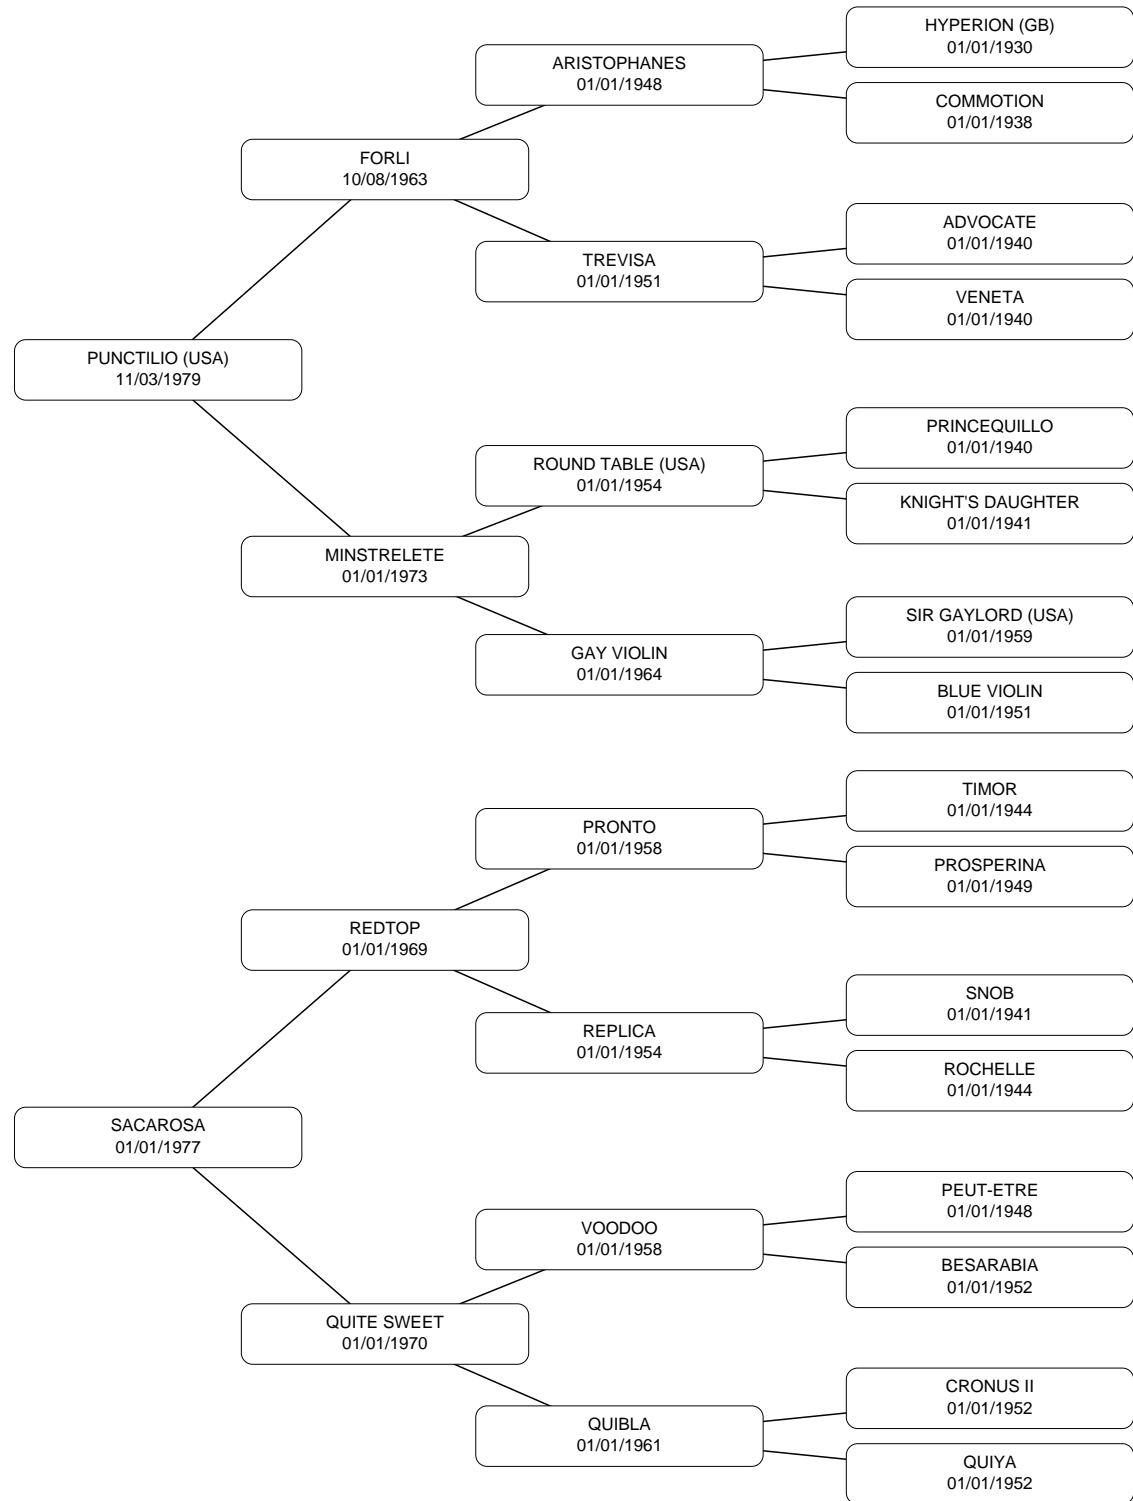 HYPERION (GB)
01/01/1930
ARISTOPHANES
01/01/1948
COMMOTION
01/01/1938
FORLI
10/08/1963
ADVOCATE
01/01/1940
TREVISA
01/01/1951
VENETA
01/01/1940
PUNCTILIO (USA)
11/03/1979
PRINCEQUILLO
01/01/1940
ROUND TABLE (USA)
01/01/1954
KNIGHT'S DAUGHTER
01/01/1941
MINSTRELETE
01/01/1973
SIR GAYLORD (USA)
01/01/1959
GAY VIOLIN
01/01/1964
BLUE VIOLIN
01/01/1951
TIMOR
01/01/1944
PRONTO
01/01/1958
PROSPERINA
01/01/1949
REDTOP
01/01/1969
SNOB
01/01/1941
REPLICA
01/01/1954
ROCHELLE
01/01/1944
SACAROSA
01/01/1977
PEUT-ETRE
01/01/1948
VOODOO
01/01/1958
BESARABIA
01/01/1952
QUITE SWEET
01/01/1970
CRONUS II
01/01/1952
QUIBLA
01/01/1961
QUIYA
01/01/1952